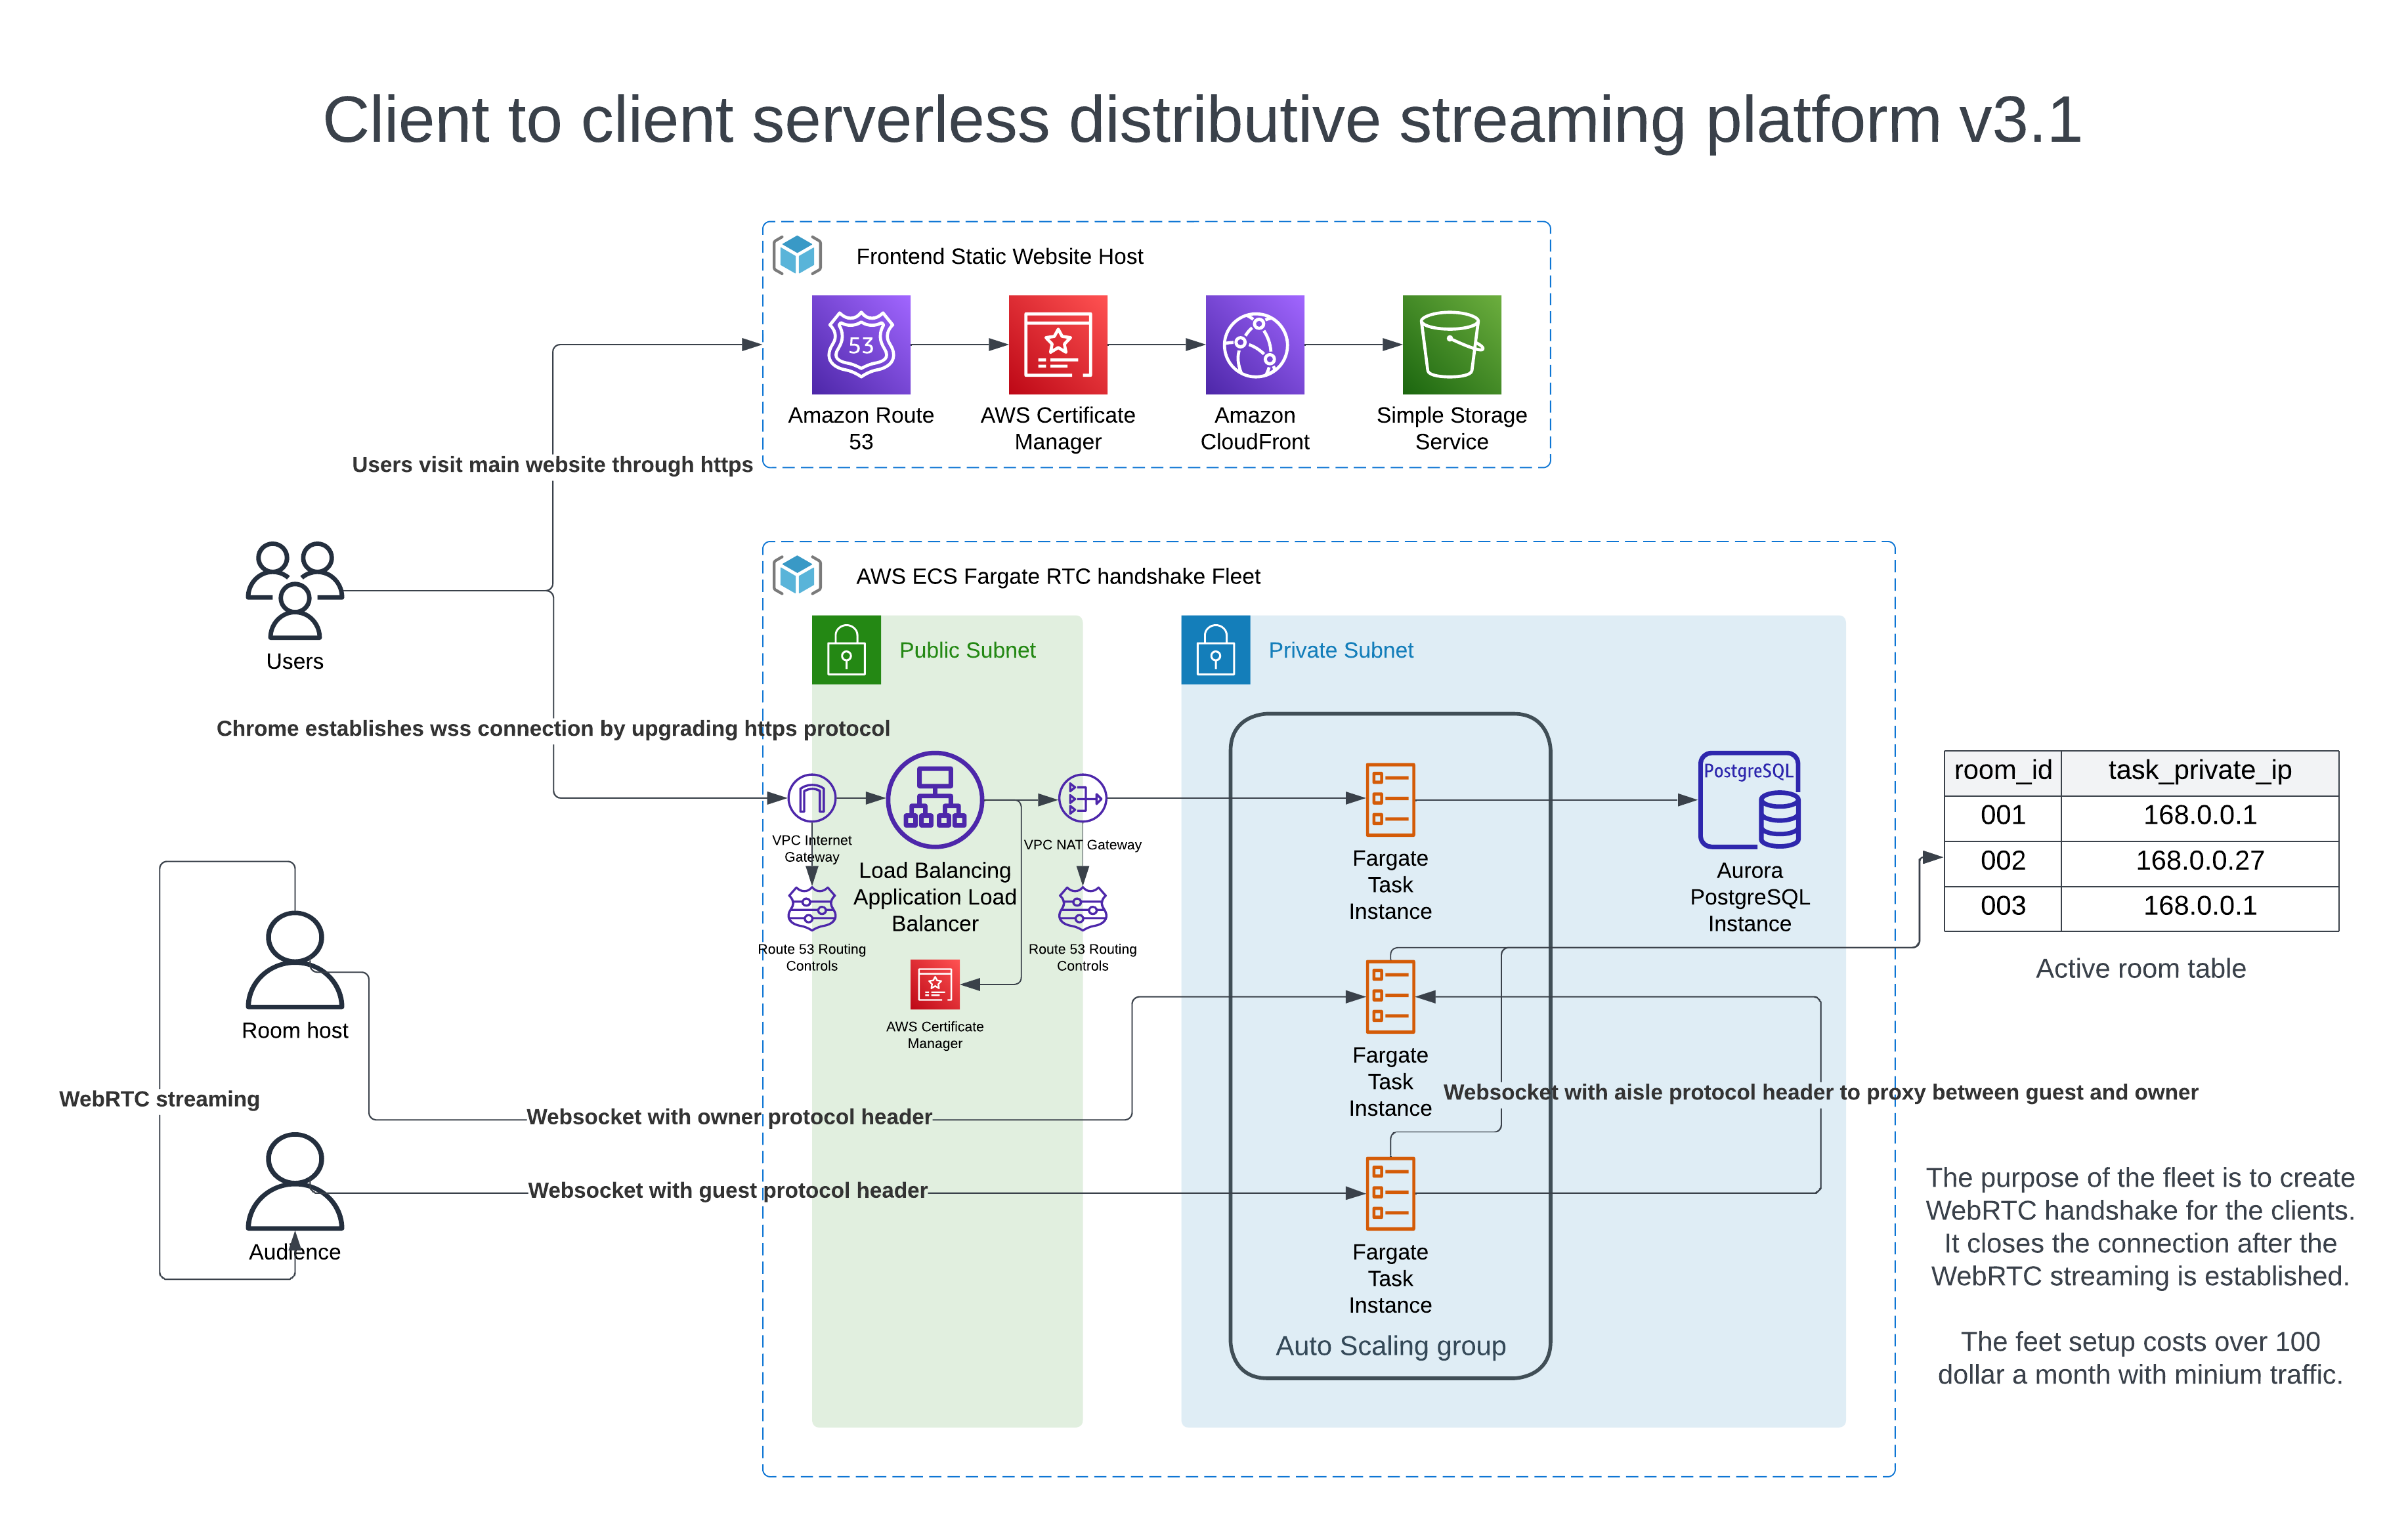 Client to client serverless distributive streaming platform v3.1
Frontend Static Website Host
53
Amazon Route
53
AWS Certificate
Manager
Amazon
CloudFront
Simple Storage
Service
Users visit main website through https
Users
AWS ECS Fargate RTC handshake Fleet
Public Subnet
Private Subnet
Chrome establishes wss connection by upgrading https protocol
VPC Internet
Gateway
Load Balancing
Application Load
Balancer
VPC NAT Gateway
Route 53 Routing
Controls
Route 53 Routing
Controls
AWS Certificate
Manager
Fargate
Task
Instance
PostgreSQL
Aurora
PostgreSQL
Instance
room_id task_private_ip
001 168.0.0.1
002 168.0.0.27
003 168.0.0.1
Active room table
Room host
Fargate
Task
Instance
WebRTC streaming
Websocket with owner protocol header
Websocket with aisle protocol header to proxy between guest and owner
Audience
Websocket with guest protocol header
Fargate
Task
Instance
Auto Scaling group
The purpose of the fleet is to create
WebRTC handshake for the clients.
It closes the connection after the
WebRTC streaming is established.
The feet setup costs over 100
dollar a month with minium traffic.